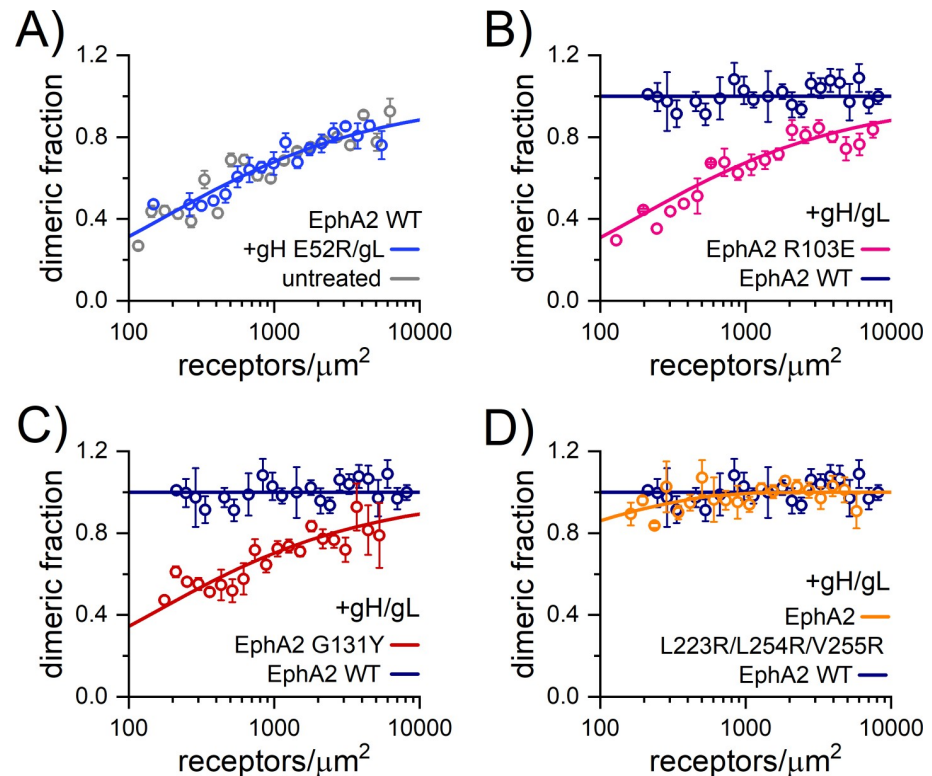 A)
dimeric fraction
1.2
0.8
0.4
0.0
EphA2 WT
+gH E52R/gL
untreated
100
1000
10000
receptors/μm²
B)
dimeric fraction
1.2
0.8
0.4
0.0
+gH/gL
EphA2 R103E
EphA2 WT
100
1000
10000
receptors/μm²
C)
dimeric fraction
1.2
0.8
0.4
0.0
+gH/gL
EphA2 G131Y
EphA2 WT
100
1000
10000
receptors/μm²
D)
dimeric fraction
1.2
0.8
0.4
0.0
+gH/gL
EphA2
L223R/L254R/V255R
EphA2 WT
100
1000
10000
receptors/μm²